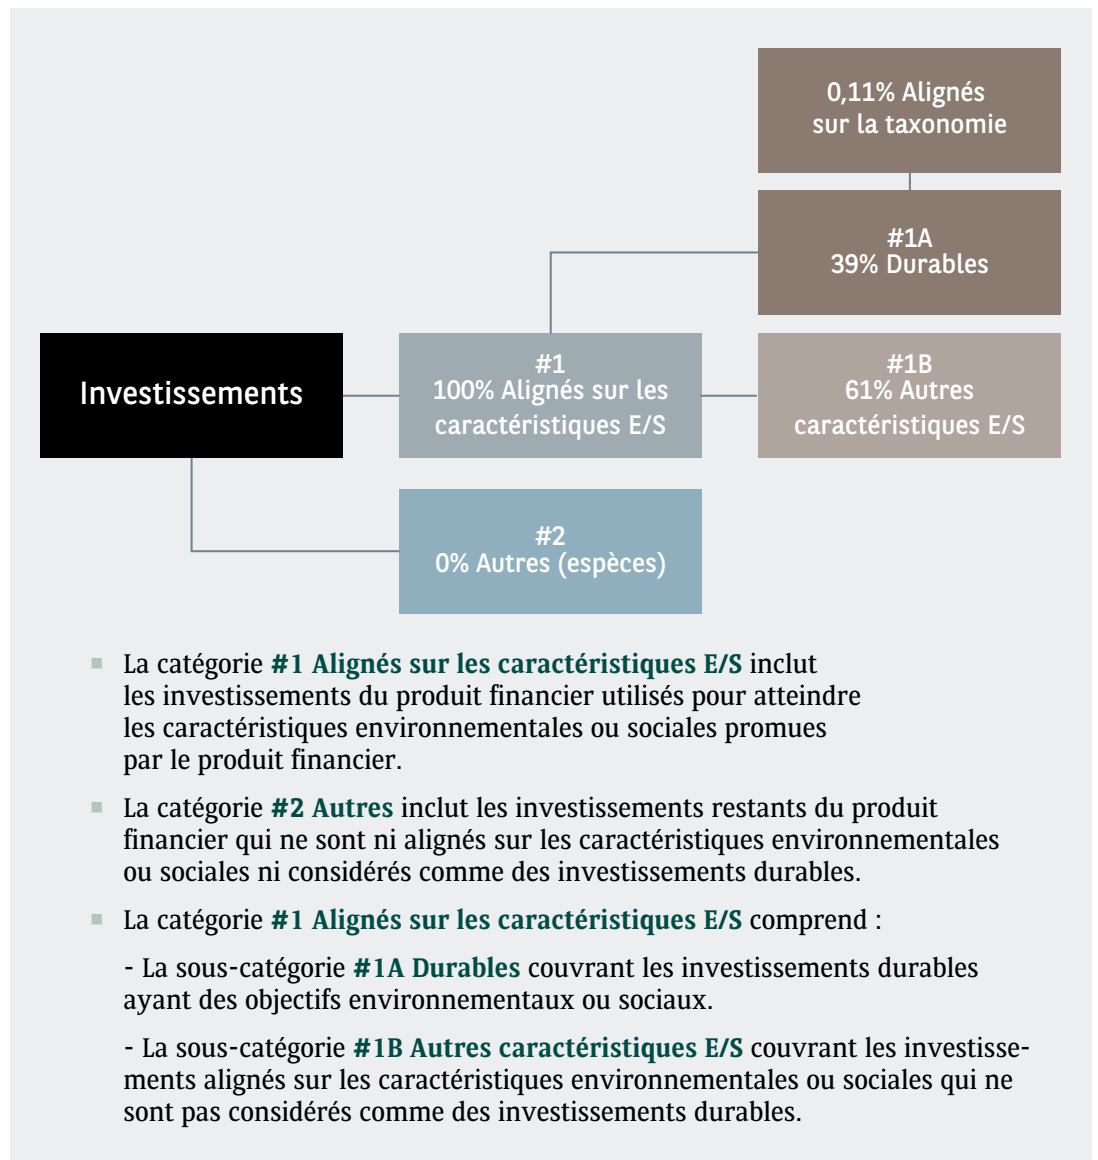 0,11% Alignés
sur la taxonomie
#1A
39% Durables
Investissements
#1
100% Alignés sur les
caractéristiques E/S
#1B
61% Autres
caractéristiques E/S
#2
0% Autres (espèces)
La catégorie #1 Alignés sur les caractéristiques E/S inclut
les investissements du produit financier utilisés pour atteindre
les caractéristiques environnementales ou sociales promues
par le produit financier.
La catégorie #2 Autres inclut les investissements restants du produit
financier qui ne sont ni alignés sur les caractéristiques environnementales
ou sociales ni considérés comme des investissements durables.
La catégorie #1 Alignés sur les caractéristiques E/S comprend :
- La sous-catégorie #1A Durables couvrant les investissements durables
ayant des objectifs environnementaux ou sociaux.
- La sous-catégorie #1B Autres caractéristiques E/S couvrant les investisse-
ments alignés sur les caractéristiques environnementales ou sociales qui ne
sont pas considérés comme des investissements durables.